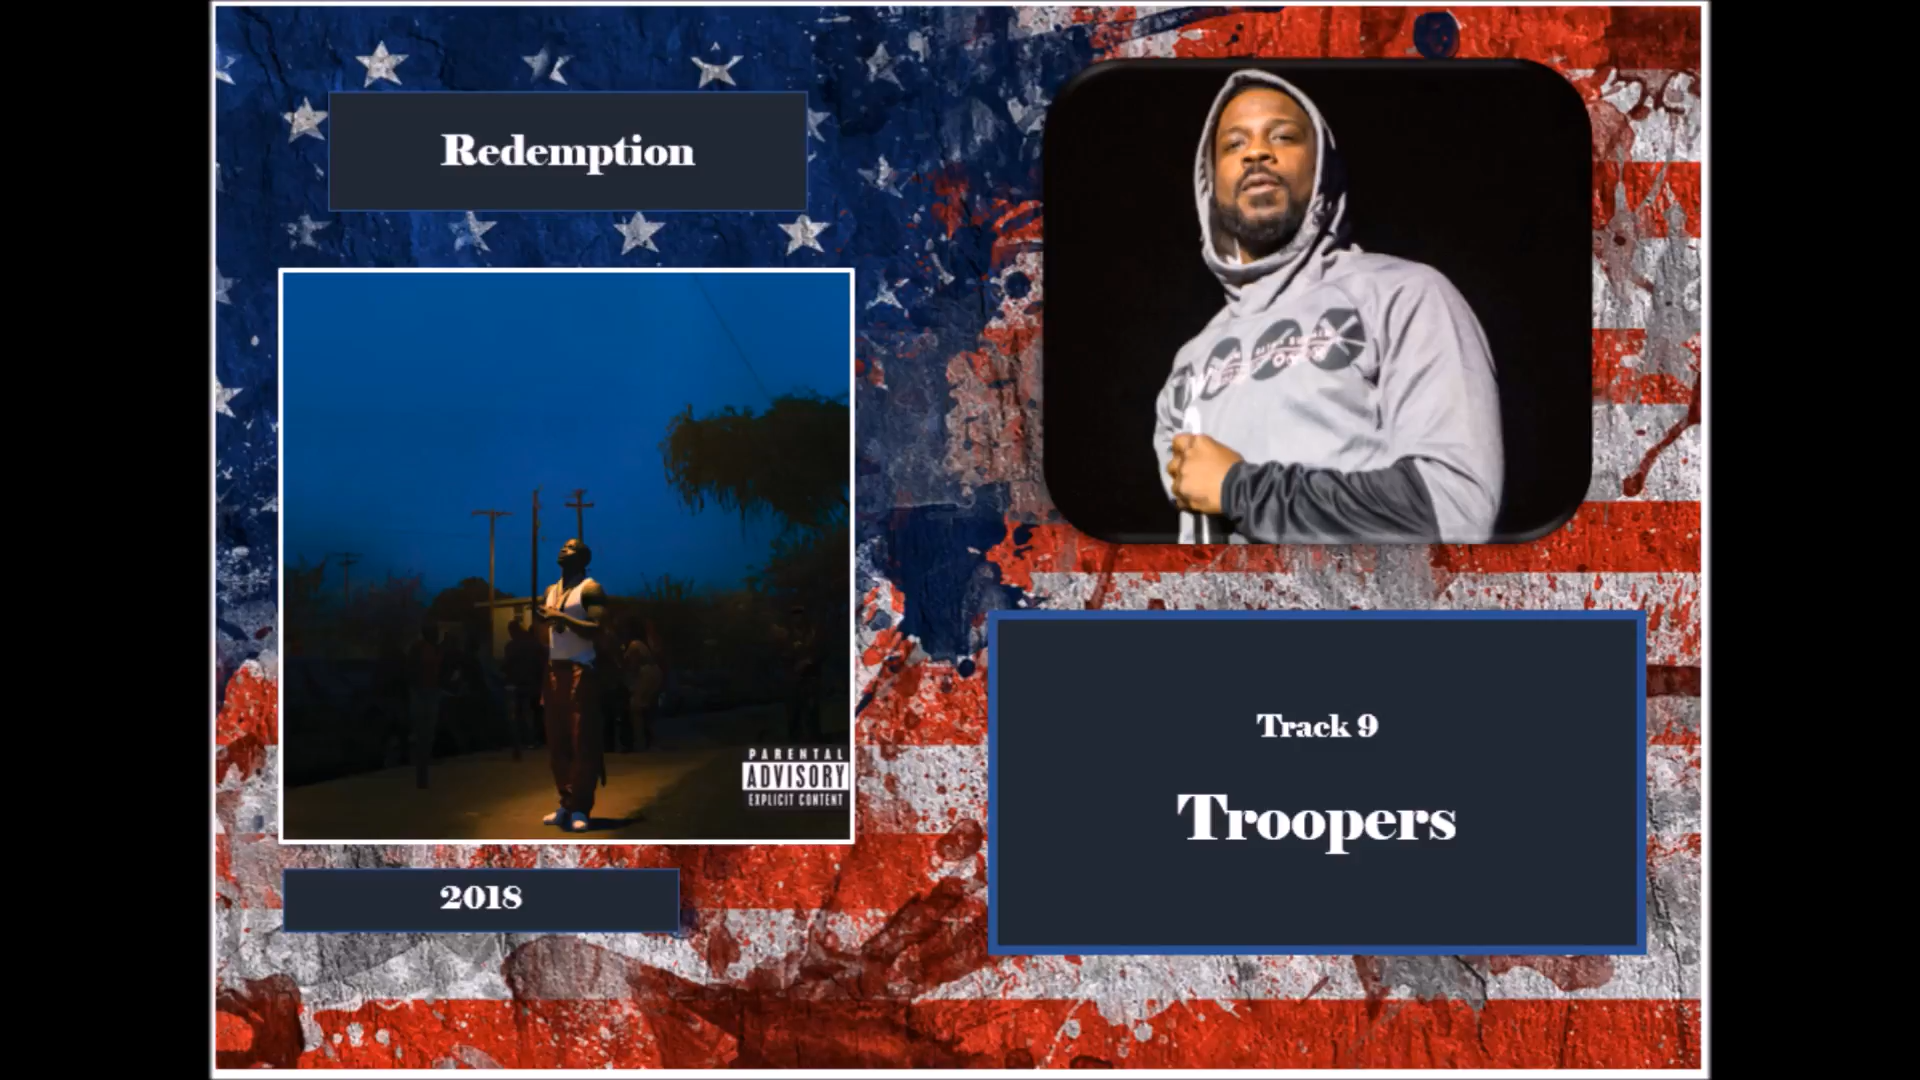 Redemption
PARENTAL
ADVISORY
EXPLICIT CONTENT
2018
Track 9
Troopers